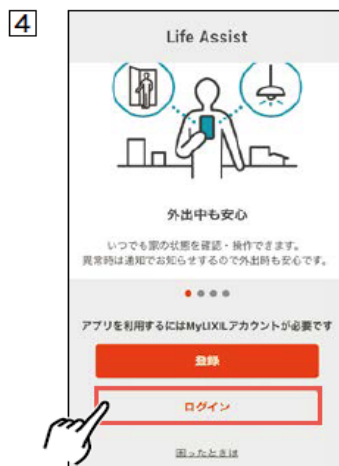 4
Life Assist
外出中も安心
いつでも家の状態を確認・操作できます。
異常時は通知でお知らせするので外出時も安心です。
アプリを利用するにはMyLIXILアカウントが必要です
登録
ログイン
困ったときは